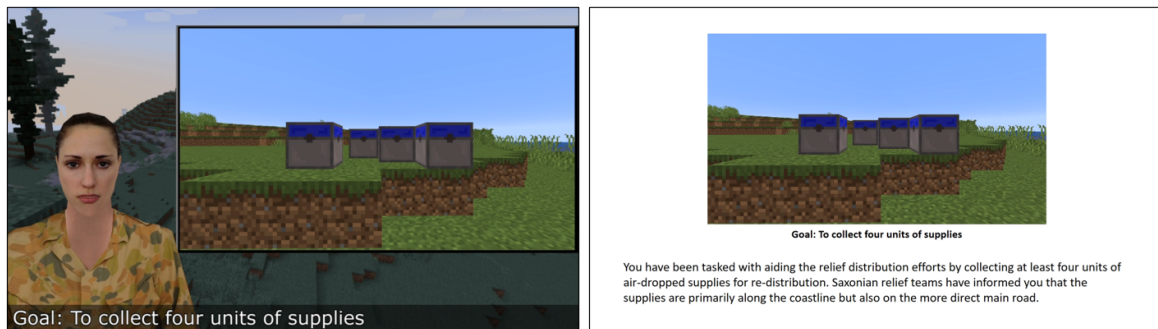 Goal: To collect four units of supplies
Goal: To collect four units of supplies
You have been tasked with aiding the relief distribution efforts by collecting at least four units of
air-dropped supplies for re-distribution. Saxonian relief teams have informed you that the
supplies are primarily along the coastline but also on the more direct main road.